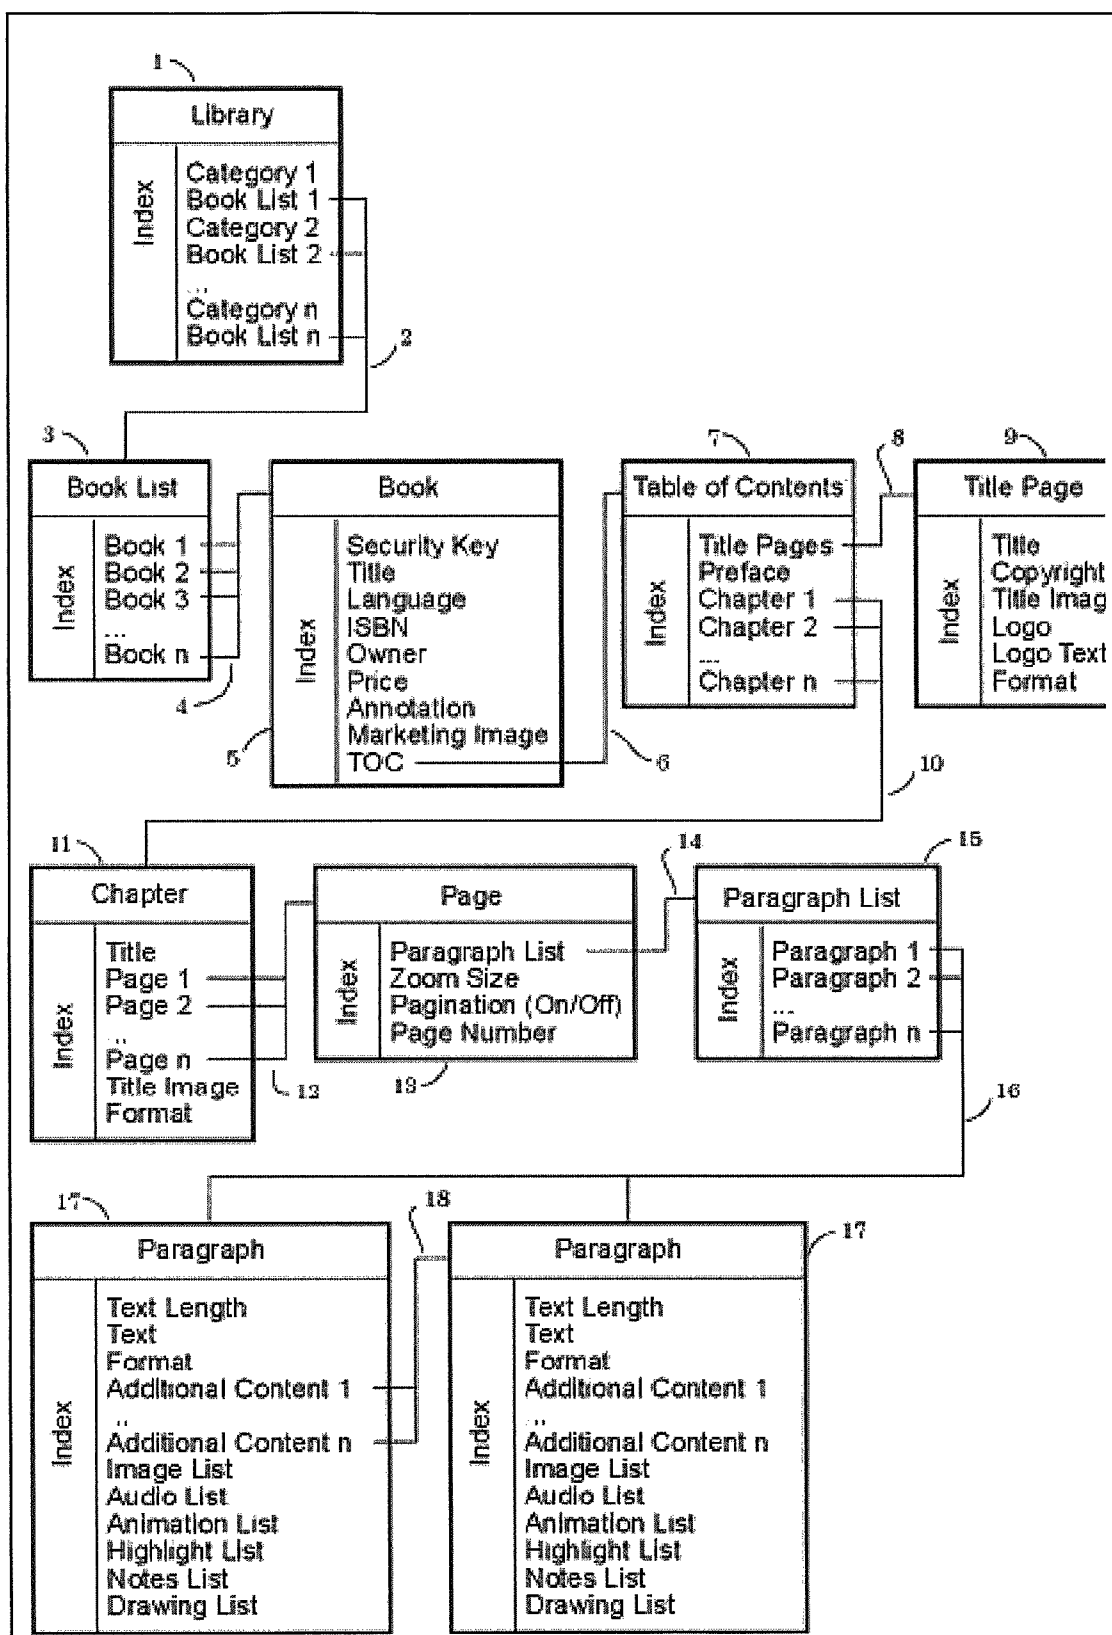 1
Library
Index
Category 1
Book List 1
Category 2
Book List 2
...
Category n
Book List n
2
3
Book List
Index
Book 1
Book 2
Book 3
...
Book n
4
Book
Index
Security Key
Title
Language
ISBN
Owner
Price
Annotation
Marketing Image
TOC
5
6
7
Table of Contents
Index
Title Pages
Preface
Chapter 1
Chapter 2
...
Chapter n
8
9
Title Page
Index
Title
Copyright
Title Imag
Logo
Logo Text
Format
10
11
Chapter
Index
Title
Page 1
Page 2
...
Page n
Title Image
Format
12
Page
Index
Paragraph List
Zoom Size
Pagination (On/Off)
Page Number
13
14
15
Paragraph List
Index
Paragraph 1
Paragraph 2
...
Paragraph n
16
17
Paragraph
Index
Text Length
Text
Format
Additional Content 1
...
Additional Content n
Image List
Audio List
Animation List
Highlight List
Notes List
Drawing List
18
17
Paragraph
Index
Text Length
Text
Format
Additional Content 1
...
Additional Content n
Image List
Audio List
Animation List
Highlight List
Notes List
Drawing List